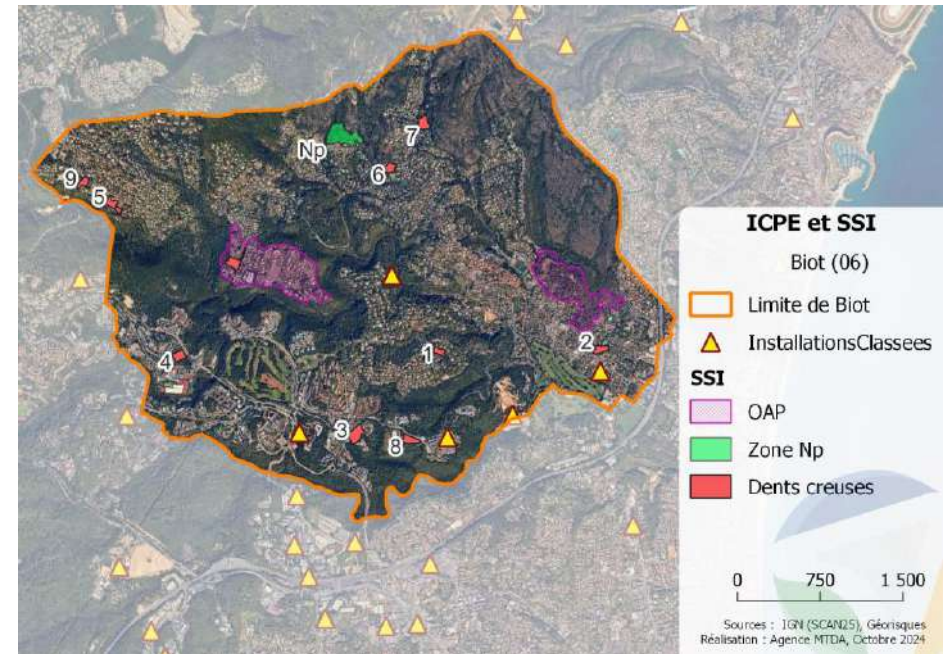 7
Np
6
9
5
1
2
4
3
8
ICPE et SSI
Biot (06)
Limite de Biot
InstallationsClassees
SSI
OAP
Zone Np
Dents creuses
0 750 1 500
Sources : IGN (SCAN25), Géorisques
Réalisation : Agence MTDA, Octobre 2024